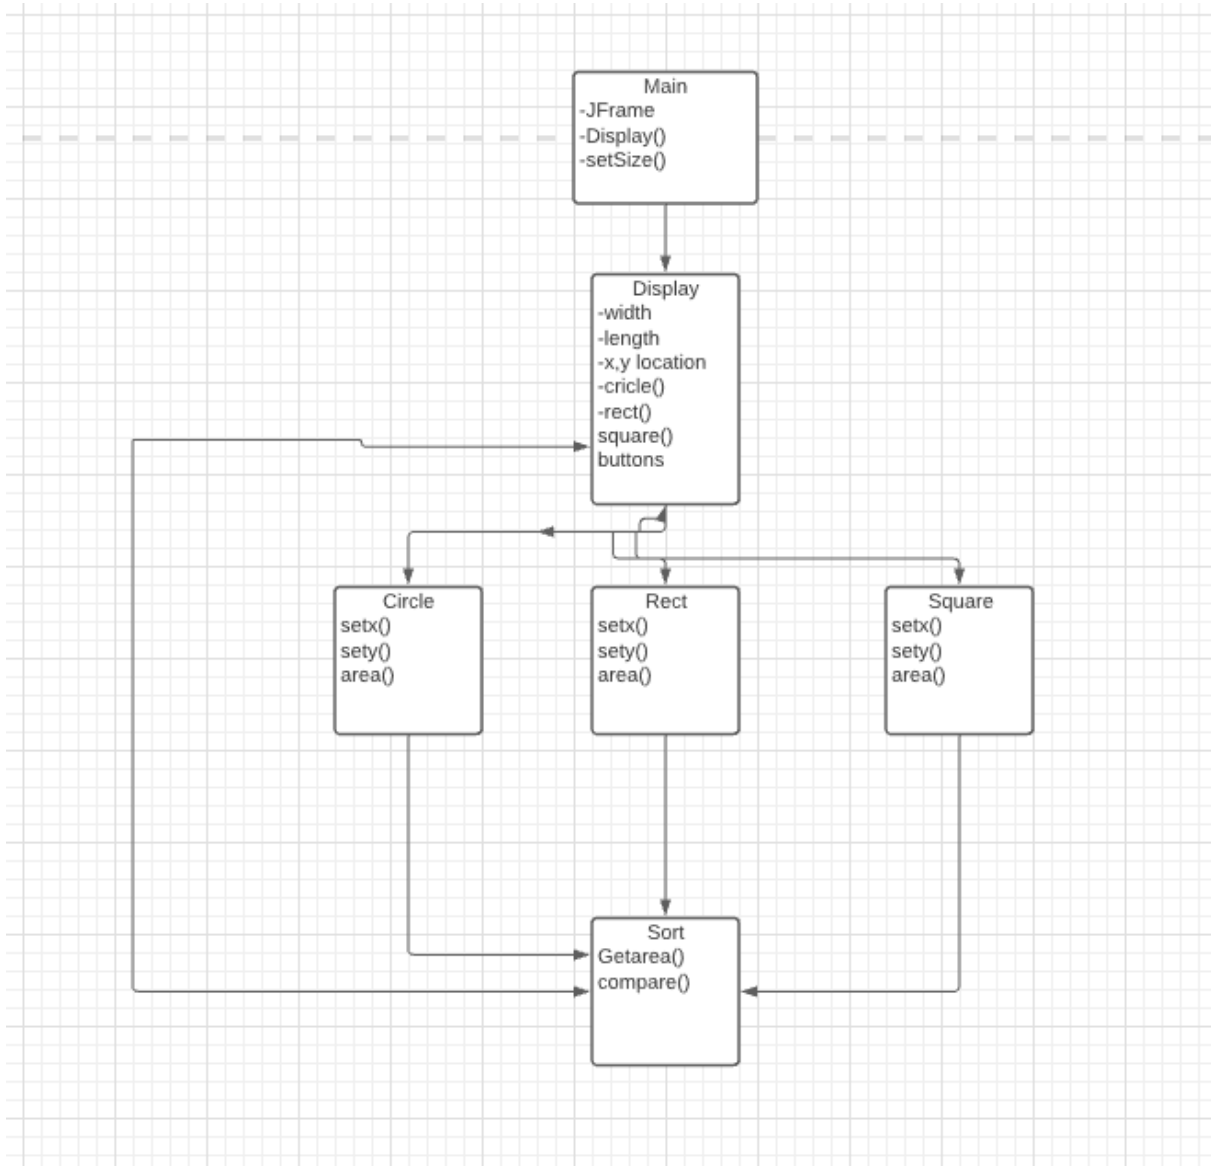 Main
-JFrame
-Display()
-setSize()
Display
-width
-length
-x,y location
-cricle()
-rect()
square()
buttons
Circle
setx()
sety()
area()
Rect
setx()
sety()
area()
Square
setx()
sety()
area()
Sort
Getarea()
compare()